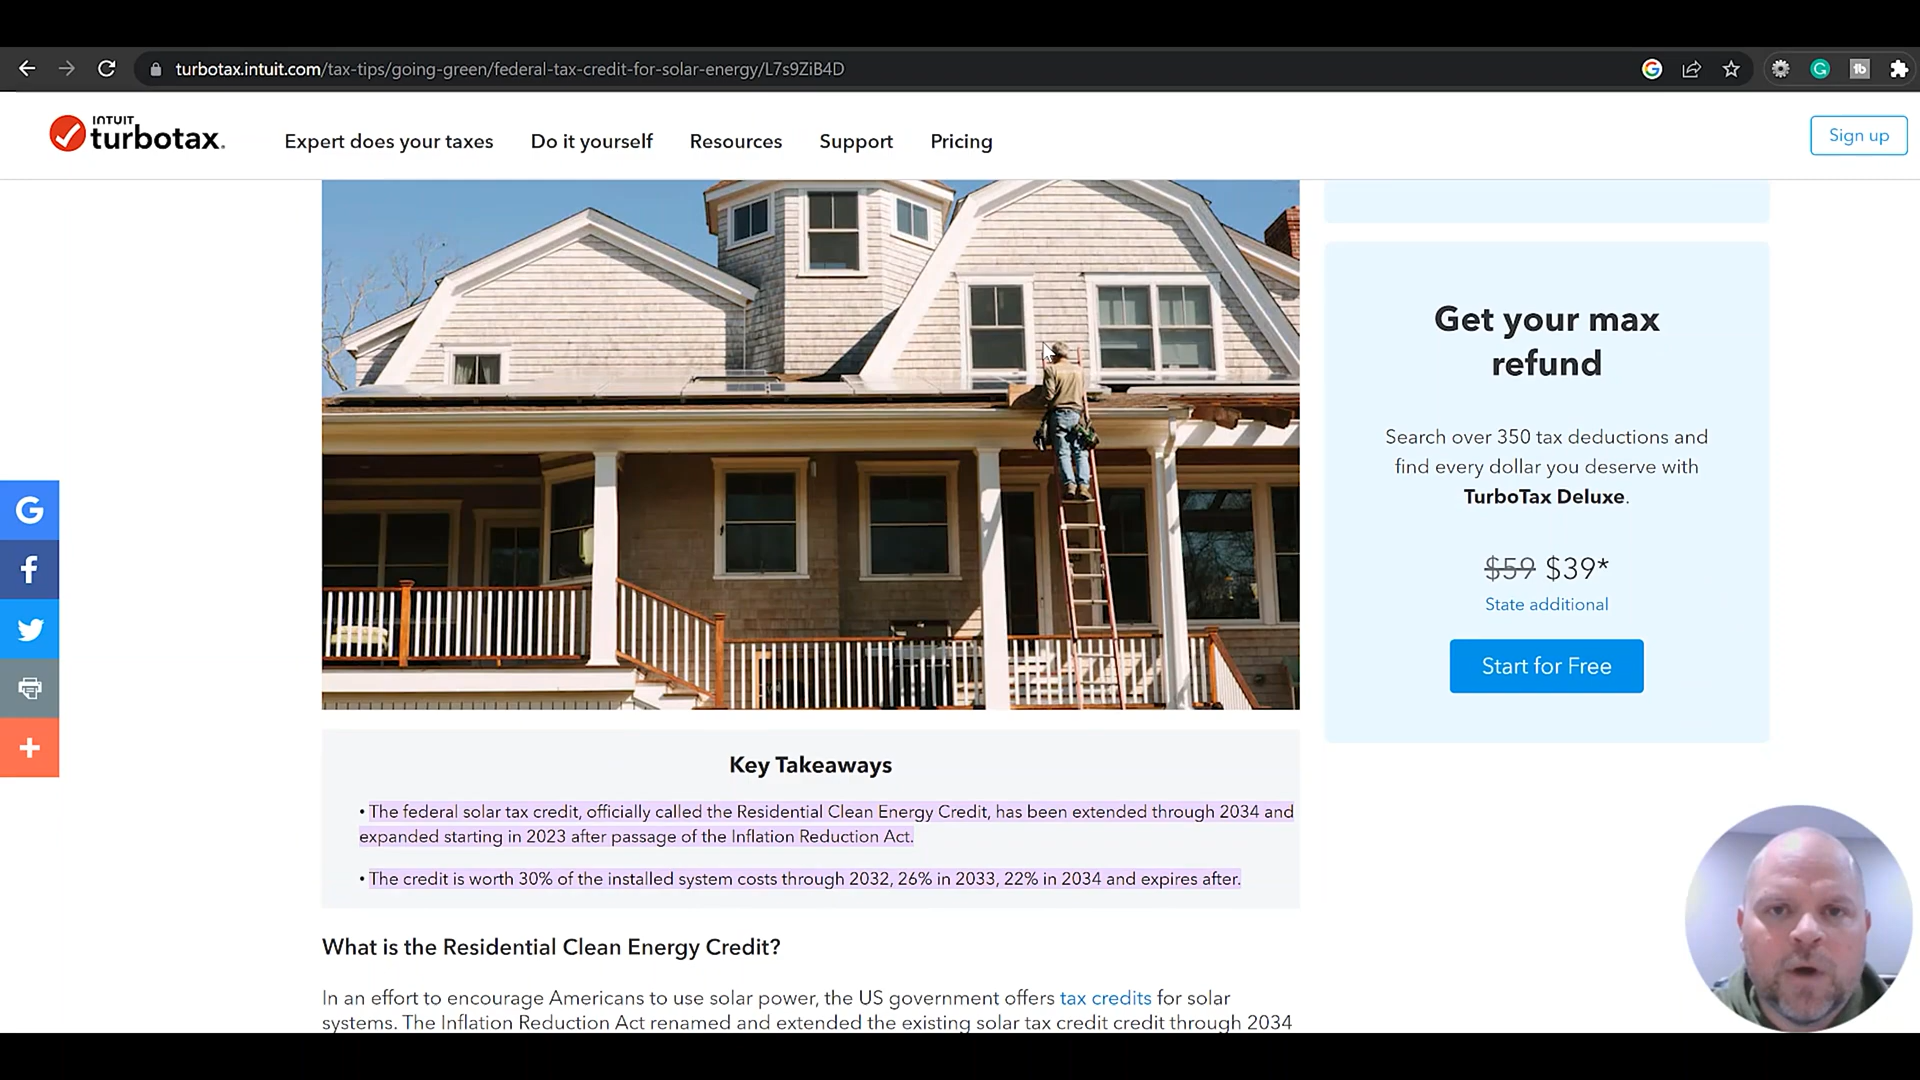 turbotax.intuit.com/tax-tips/going-green/federal-tax-credit-for-solar-energy/L7s9ZiB4D
INTUIT
turbotax.
Expert does your taxes
Do it yourself
Resources
Support
Pricing
Sign up
Get your max
refund
Search over 350 tax deductions and
find every dollar you deserve with
TurboTax Deluxe.
$59 $39*
State additional
Start for Free
Key Takeaways
• The federal solar tax credit, officially called the Residential Clean Energy Credit, has been extended through 2034 and
expanded starting in 2023 after passage of the Inflation Reduction Act.
• The credit is worth 30% of the installed system costs through 2032, 26% in 2033, 22% in 2034 and expires after.
What is the Residential Clean Energy Credit?
In an effort to encourage Americans to use solar power, the US government offers tax credits for solar
systems. The Inflation Reduction Act renamed and extended the existing solar tax credit credit through 2034